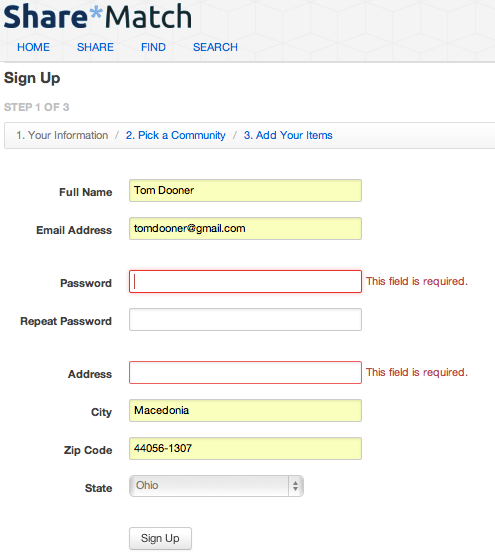 Share*Match
HOME SHARE FIND SEARCH
Sign Up
STEP 1 OF 3
1. Your Information / 2. Pick a Community / 3. Add Your Items
Full Name Tom Dooner
Email Address tomdooner@gmail.com
Password This field is required.
Repeat Password
Address This field is required.
City Macedonia
Zip Code 44056-1307
State Ohio
Sign Up